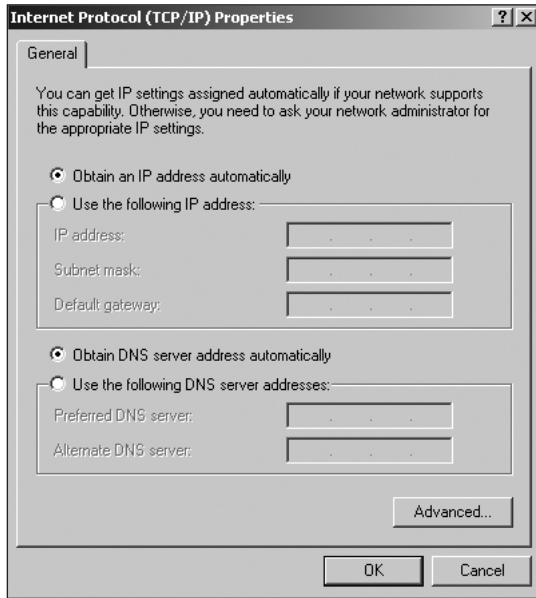 Internet Protocol (TCP/IP) Properties
General
You can get IP settings assigned automatically if your network supports
this capability. Otherwise, you need to ask your network administrator for
the appropriate IP settings.
Obtain an IP address automatically
Use the following IP address:
IP address:
Subnet mask:
Default gateway:
Obtain DNS server address automatically
Use the following DNS server addresses:
Preferred DNS server:
Alternate DNS server:
Advanced...
OK Cancel